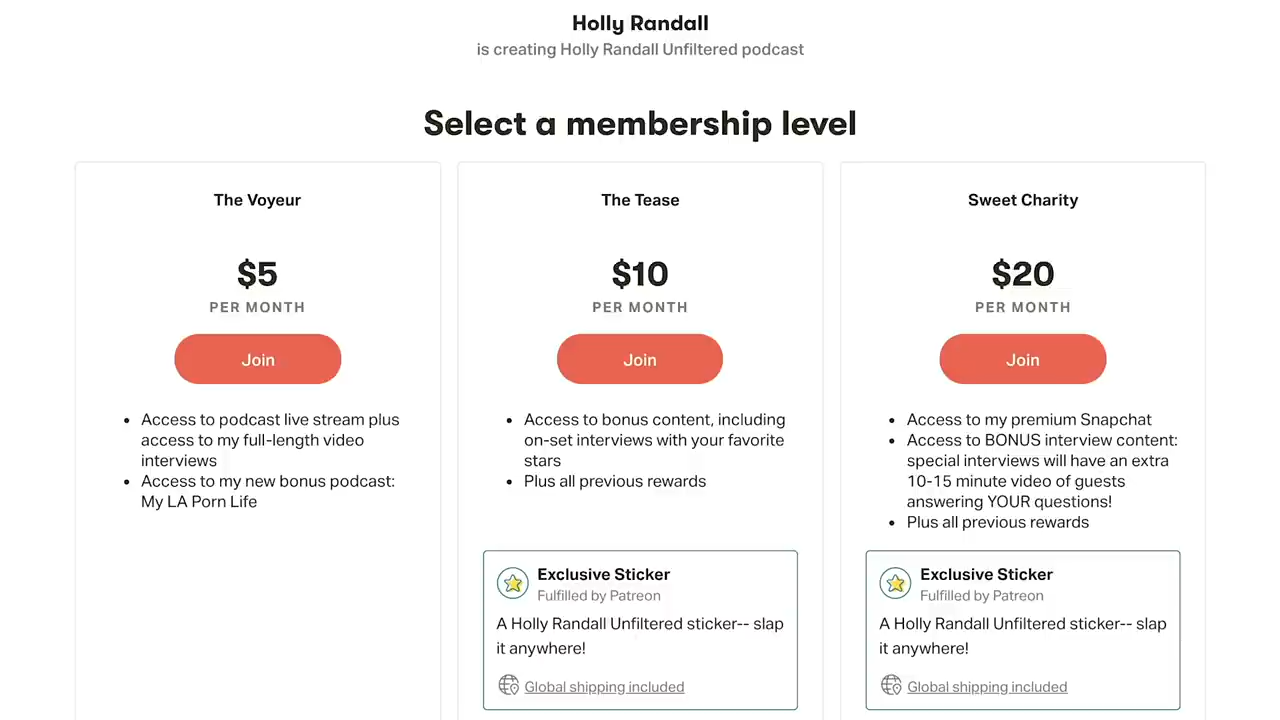 Holly Randall
is creating Holly Randall Unfiltered podcast
Select a membership level
The Voyeur
$5
PER MONTH
Join
Access to podcast live stream plus
access to my full-length video
interviews
Access to my new bonus podcast:
My LA Porn Life
The Tease
$10
PER MONTH
Join
Access to bonus content, including
on-set interviews with your favorite
stars
Plus all previous rewards
Exclusive Sticker
Fulfilled by Patreon
A Holly Randall Unfiltered sticker-- slap
it anywhere!
Global shipping included
Sweet Charity
$20
PER MONTH
Join
Access to my premium Snapchat
Access to BONUS interview content:
special interviews will have an extra
10-15 minute video of guests
answering YOUR questions!
Plus all previous rewards
Exclusive Sticker
Fulfilled by Patreon
A Holly Randall Unfiltered sticker-- slap
it anywhere!
Global shipping included